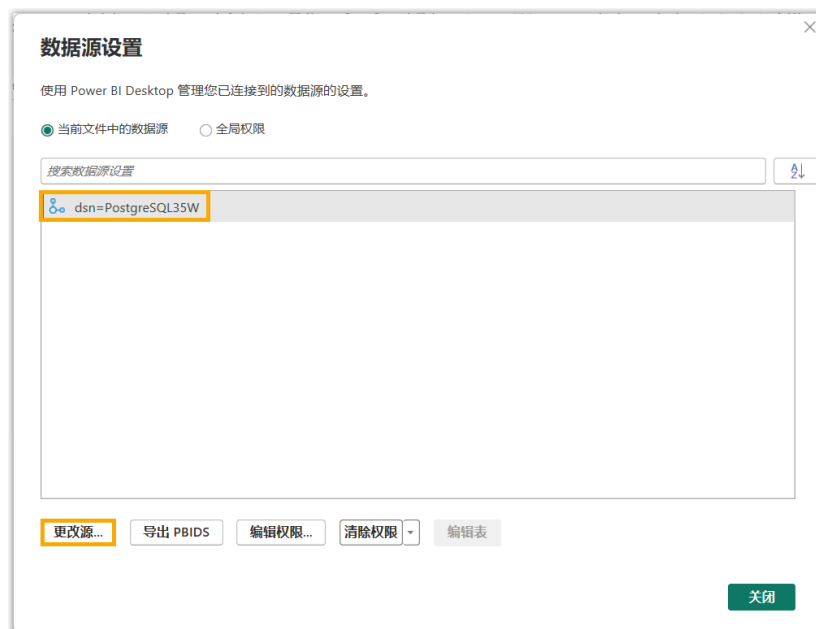 数据源设置
使用 Power BI Desktop 管理您已连接到的数据源的设置。
当前文件中的数据源 全局权限
搜索数据源设置
dsn=PostgreSQL35W
更改源... 导出 PBIDS 编辑权限... 清除权限 编辑表
关闭